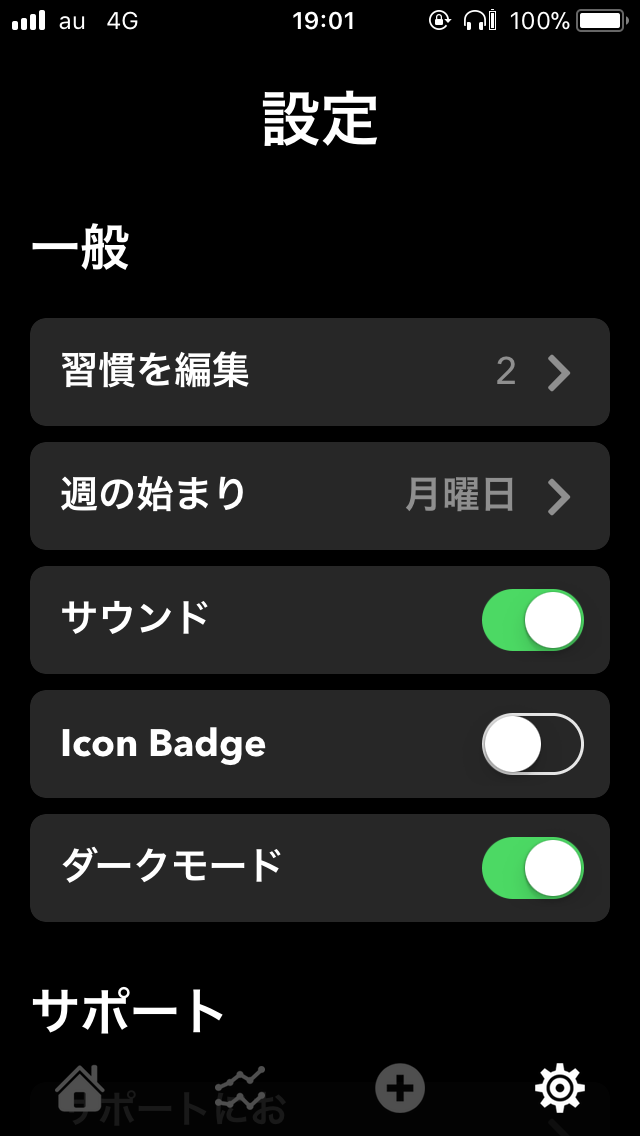 au 4G 19:01 100%
設定
一般
習慣を編集 2
週の始まり 月曜日
サウンド
Icon Badge
ダークモード
サポート
サポートにお